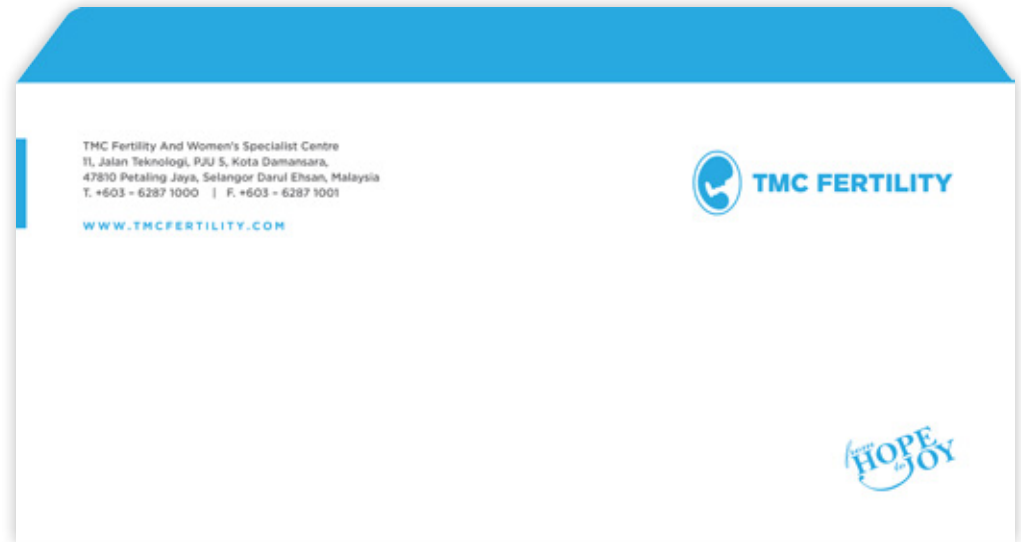 TMC Fertility And Women's Specialist Centre
11, Jalan Teknologi, PJU 5, Kota Damansara,
47810 Petaling Jaya, Selangor Darul Ehsan, Malaysia
T. +603 - 6287 1000 | F. +603 - 6287 1001
WWW.TMCFERTILITY.COM
TMC FERTILITY
from
HOPE
to JOY